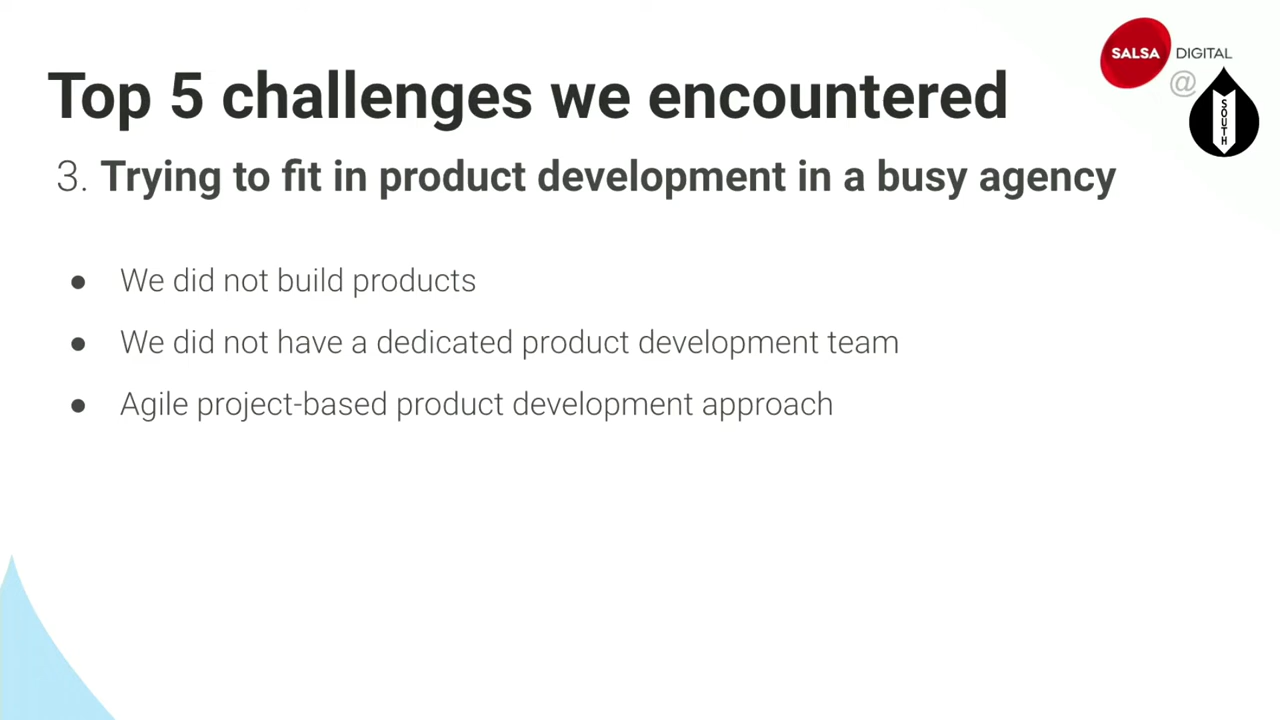 SALSA DIGITAL
@
SOUTH
Top 5 challenges we encountered
3. Trying to fit in product development in a busy agency
● We did not build products
● We did not have a dedicated product development team
● Agile project-based product development approach